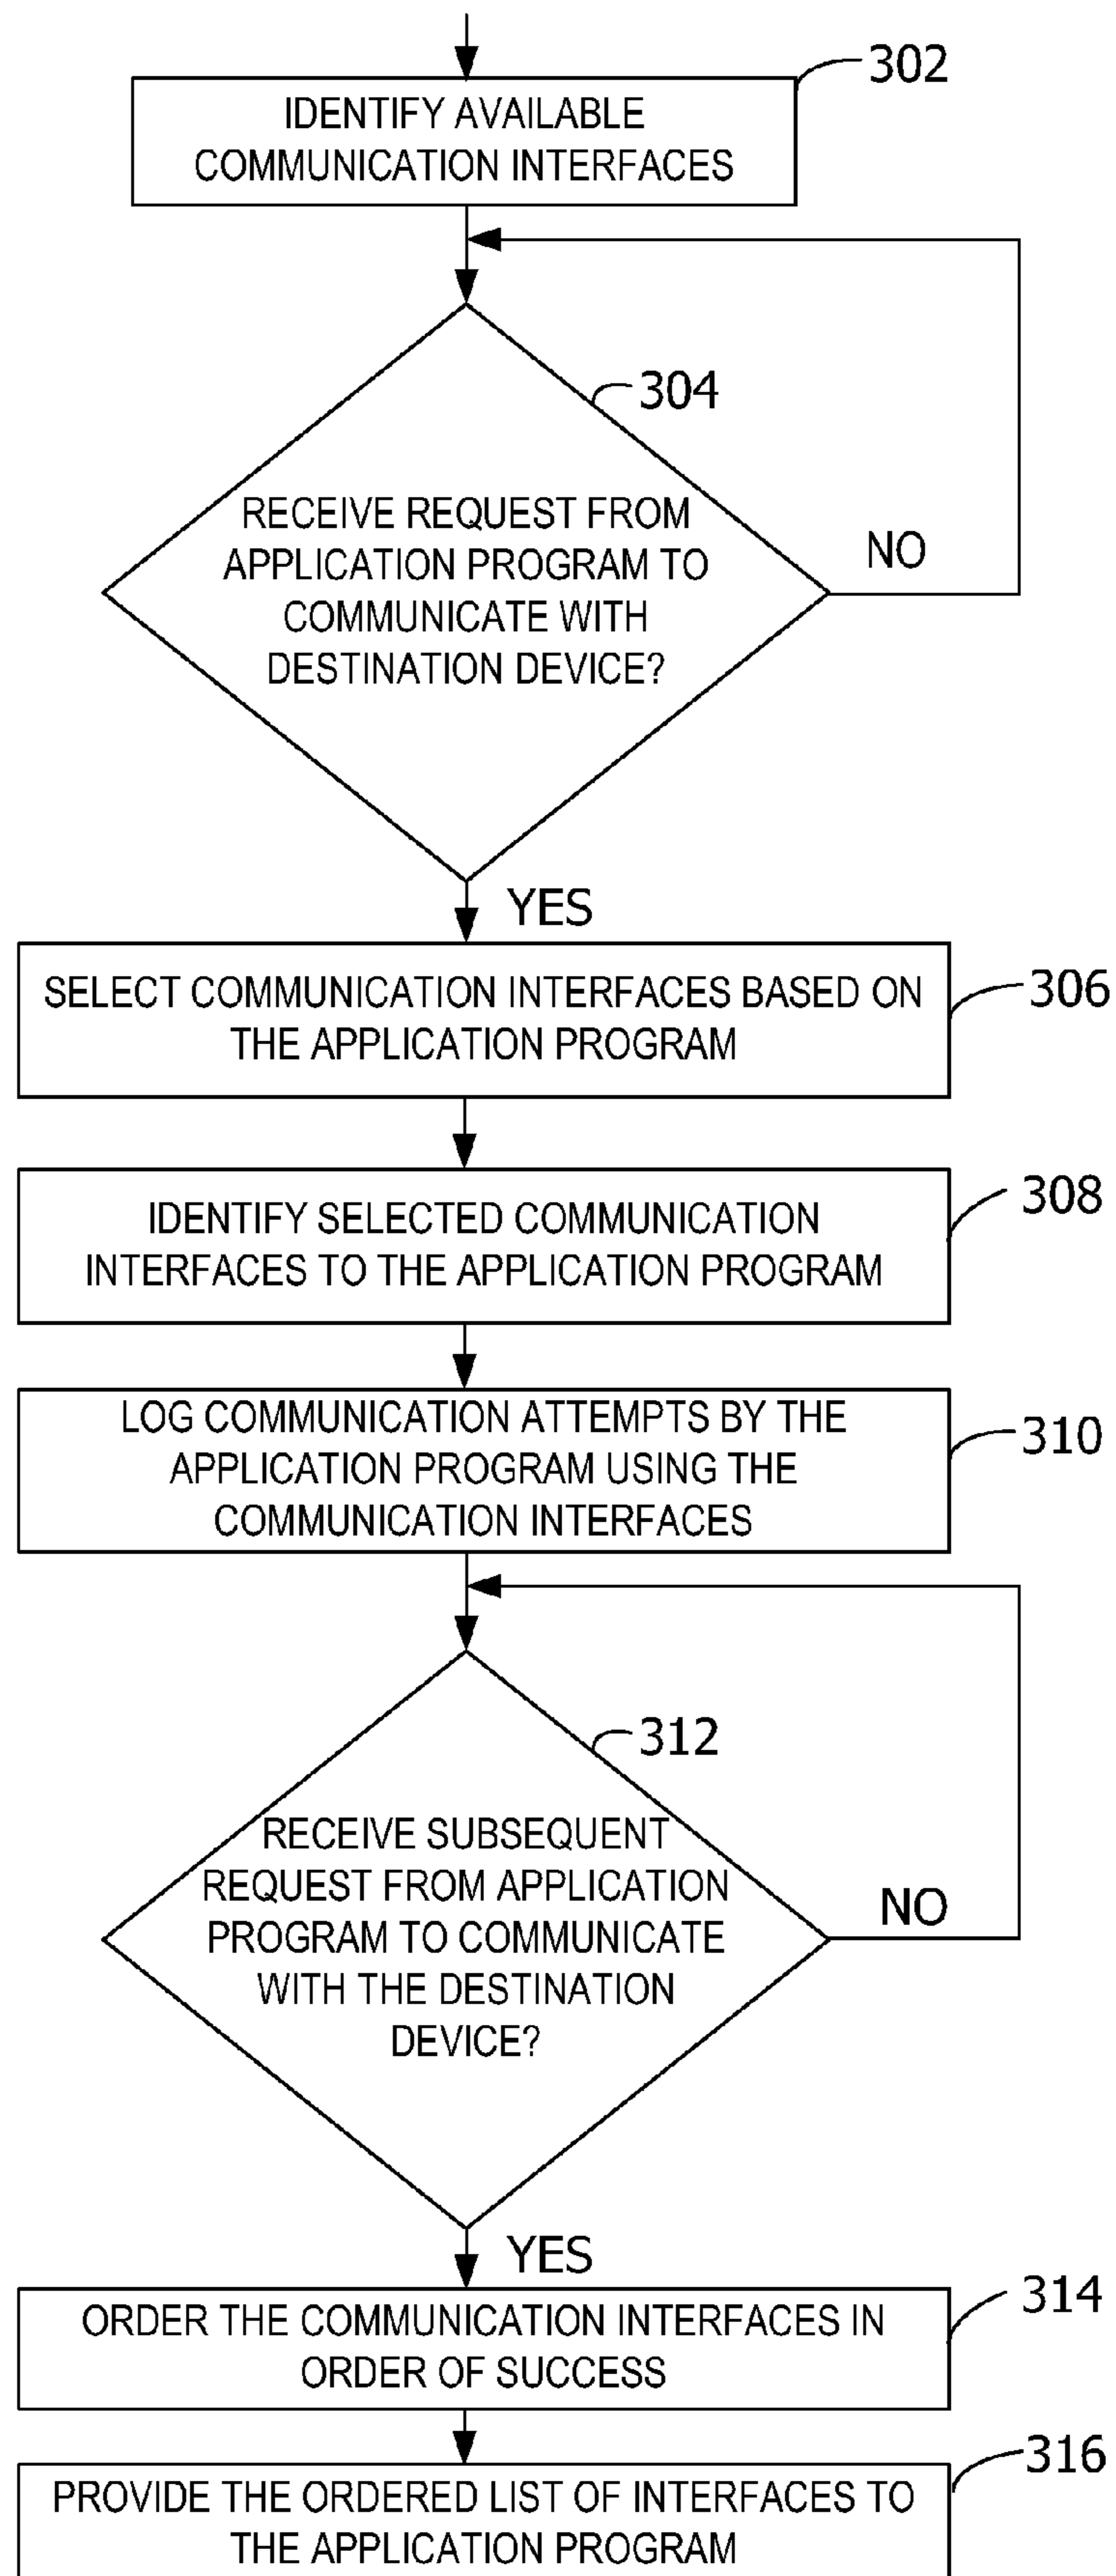 302
IDENTIFY AVAILABLE
COMMUNICATION INTERFACES
304
RECEIVE REQUEST FROM
APPLICATION PROGRAM TO
COMMUNICATE WITH
DESTINATION DEVICE?
NO
YES
SELECT COMMUNICATION INTERFACES BASED ON
THE APPLICATION PROGRAM
306
IDENTIFY SELECTED COMMUNICATION
INTERFACES TO THE APPLICATION PROGRAM
308
LOG COMMUNICATION ATTEMPTS BY THE
APPLICATION PROGRAM USING THE
COMMUNICATION INTERFACES
310
312
RECEIVE SUBSEQUENT
REQUEST FROM APPLICATION
PROGRAM TO COMMUNICATE
WITH THE DESTINATION
DEVICE?
NO
YES
ORDER THE COMMUNICATION INTERFACES IN
ORDER OF SUCCESS
314
PROVIDE THE ORDERED LIST OF INTERFACES TO
THE APPLICATION PROGRAM
316